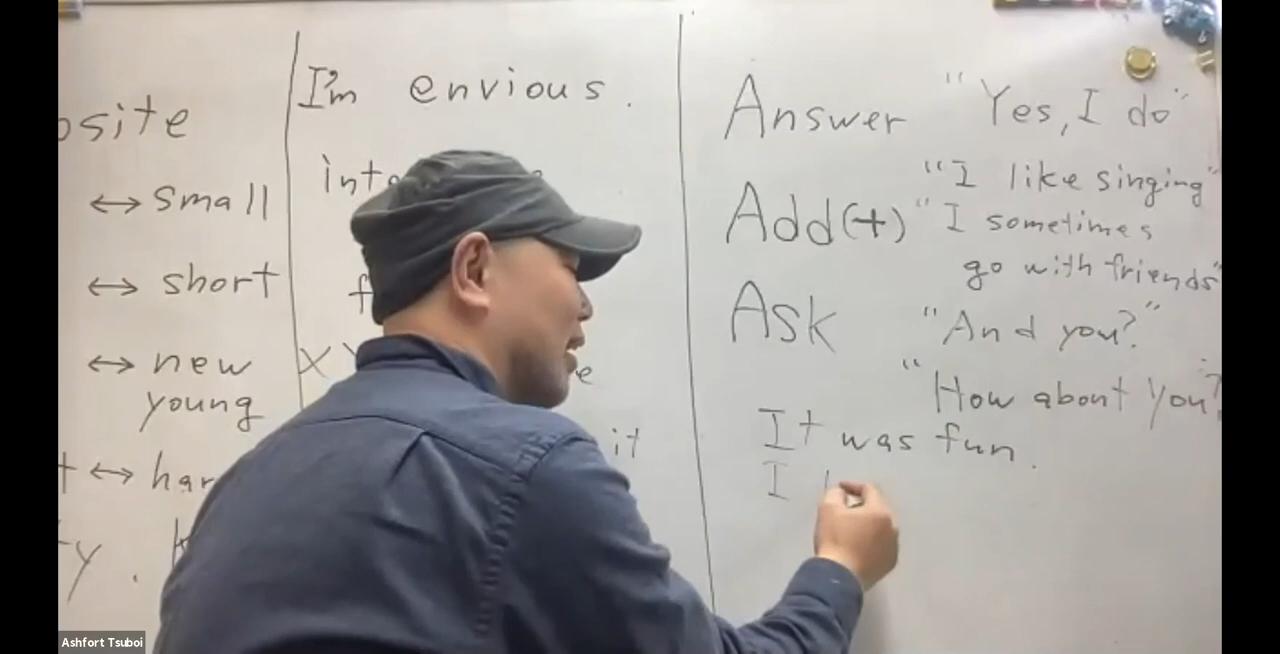 osite
↔ small
↔ short
↔ new
young
↔ har
y.
I'm envious.
int
f
X
e
it
Answer "Yes, I do"
"I like singing"
Add(+) "I sometimes
go with friends"
Ask "And you?"
"How about you?
It was fun.
I
Ashfort Tsuboi